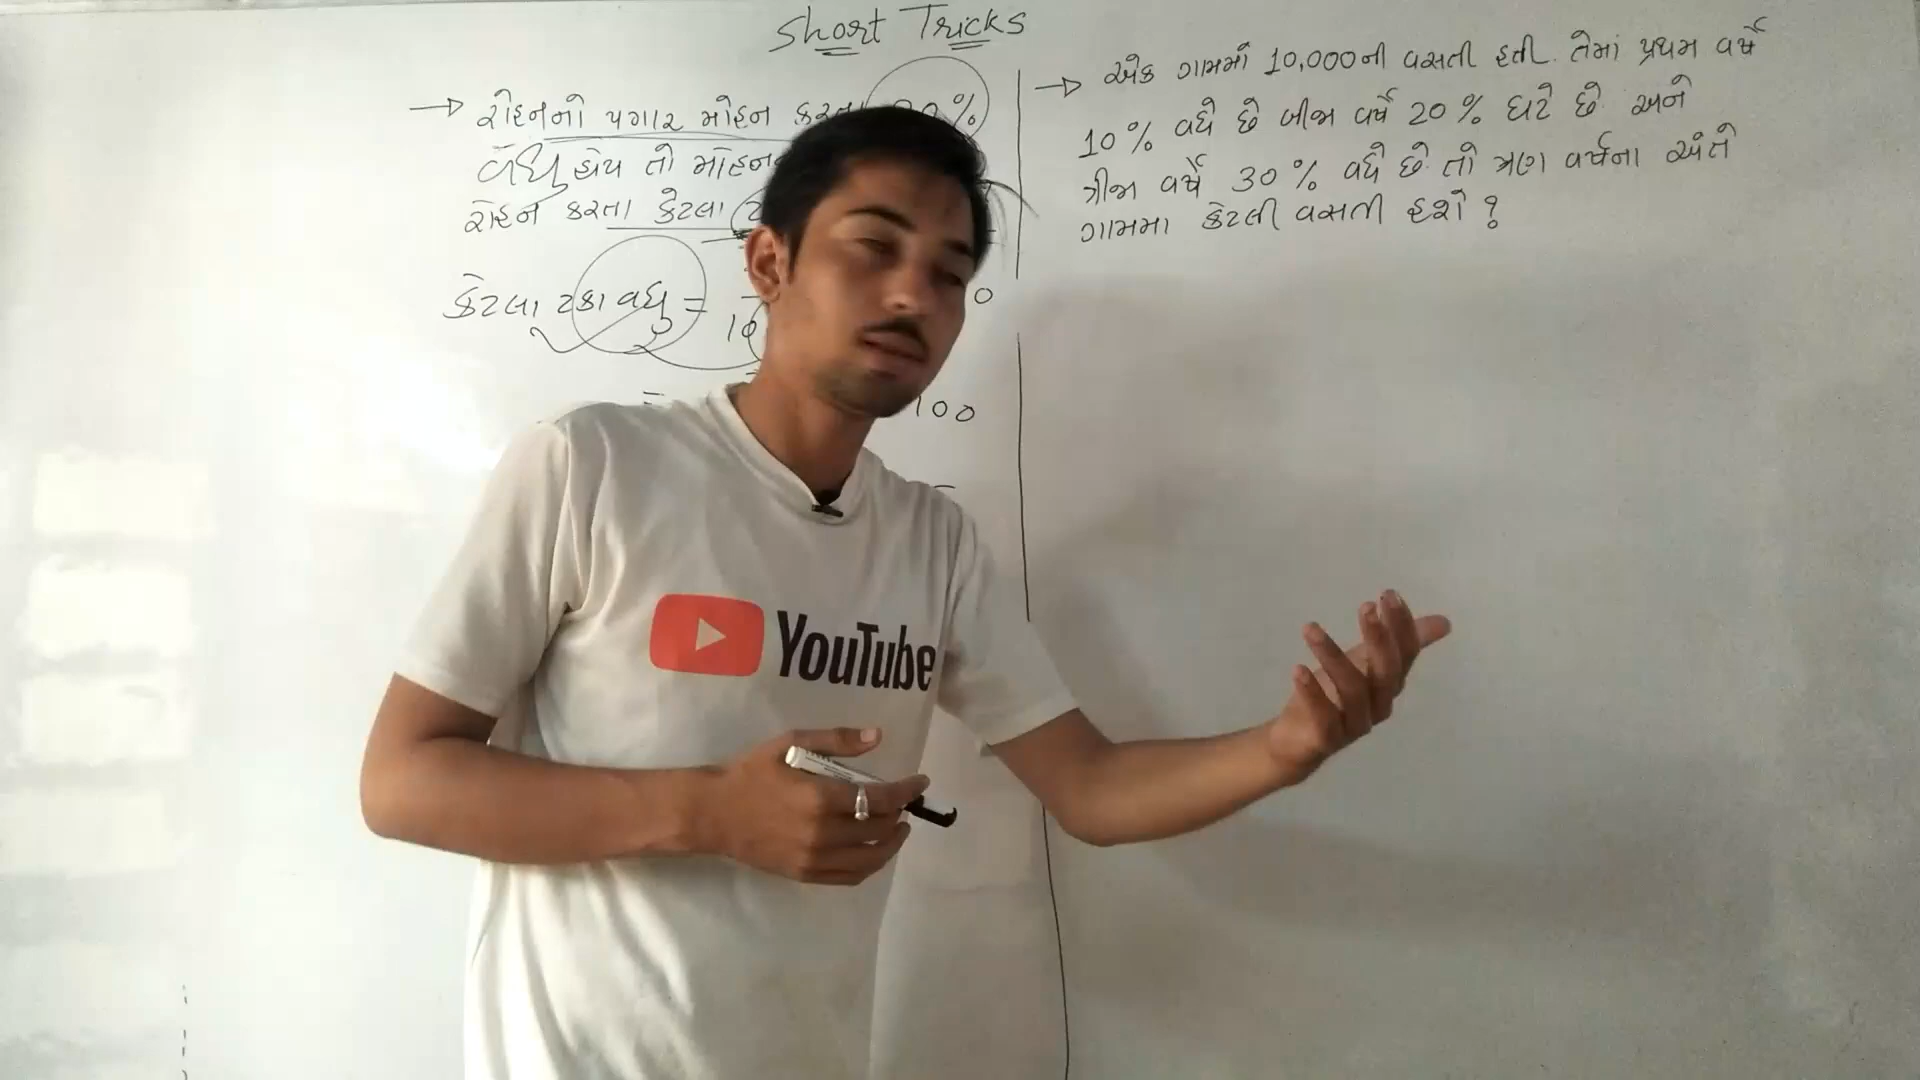 Short Tricks
રોહનનો પગાર મોહન કરતા %
વધુ હોય તો મોહન
રોહન કરતા કેટલા
કેટલા ટકા વધુ =
100
એક ગામમાં 10,000ની વસતી હતી. તેમાં પ્રથમ વર્ષે
10% વધે છે બીજા વર્ષે 20% ઘટે છે અને
ત્રીજા વર્ષે 30% વધે છે. તો ત્રણ વર્ષના અંતે
ગામમા કેટલી વસતી હશે ?
YouTube